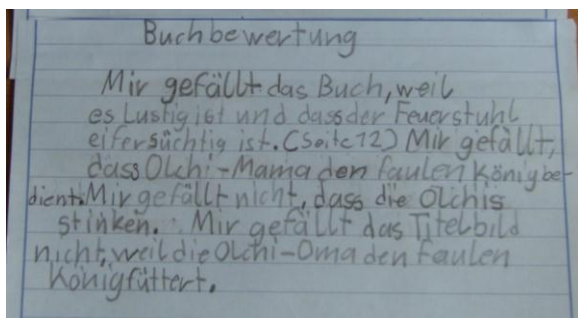 Buchbewertung
Mir gefällt das Buch, weil
es Lustig ist und dass der Feuerstuhl
eifersüchtig ist. (Seite 12) Mir gefällt,
dass Olchi-Mama den faulen König be-
dient. Mir gefällt nicht, dass die Olchis
stinken. Mir gefällt das Titelbild
nicht, weil die Olchi-Oma den faulen
König füttert.